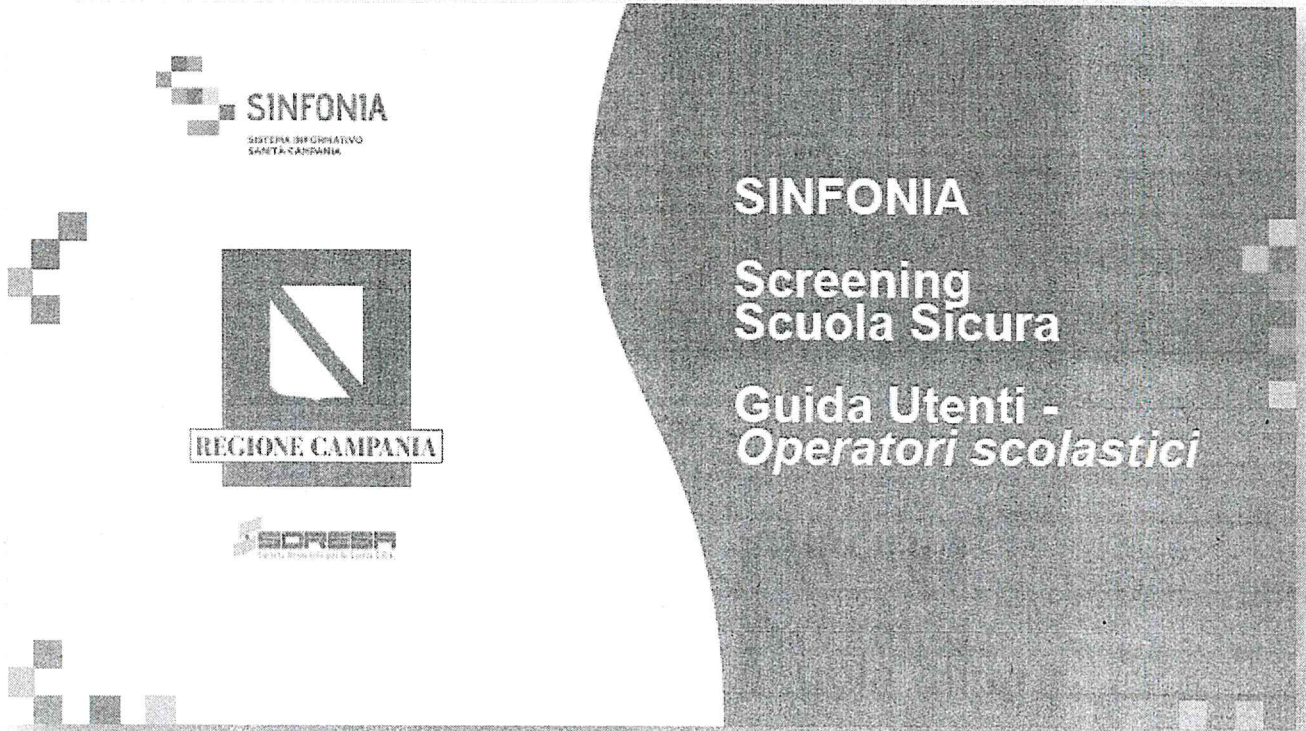 SINFONIA
SISTEMA INFORMATIVO
SANITÀ CAMPANIA
REGIONE CAMPANIA
SORESA
SINFONIA
Screening
Scuola Sicura
Guida Utenti -
Operatori scolastici